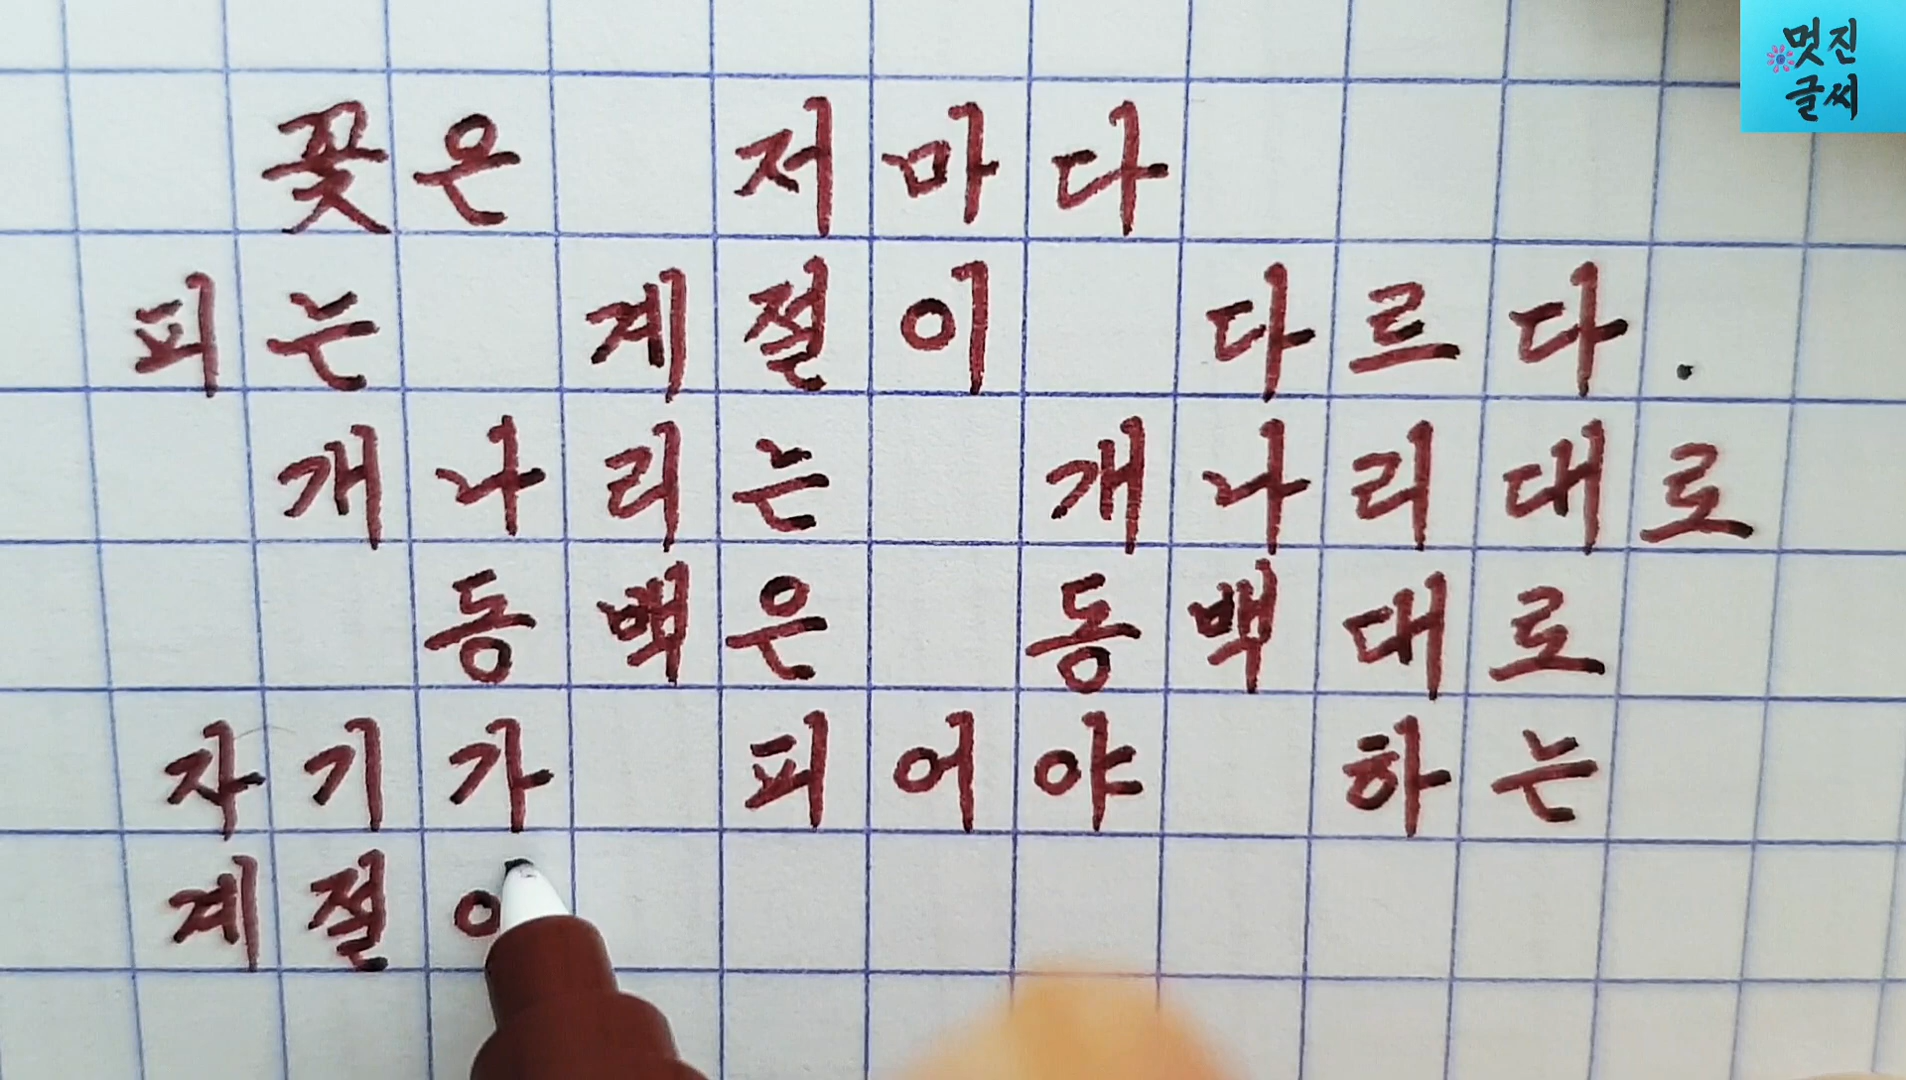 멋진
글씨
꽃은 저마다
피는 계절이 다르다.
개나리는 개나리대로
동백은 동백대로
자기가 피어야 하는
계절